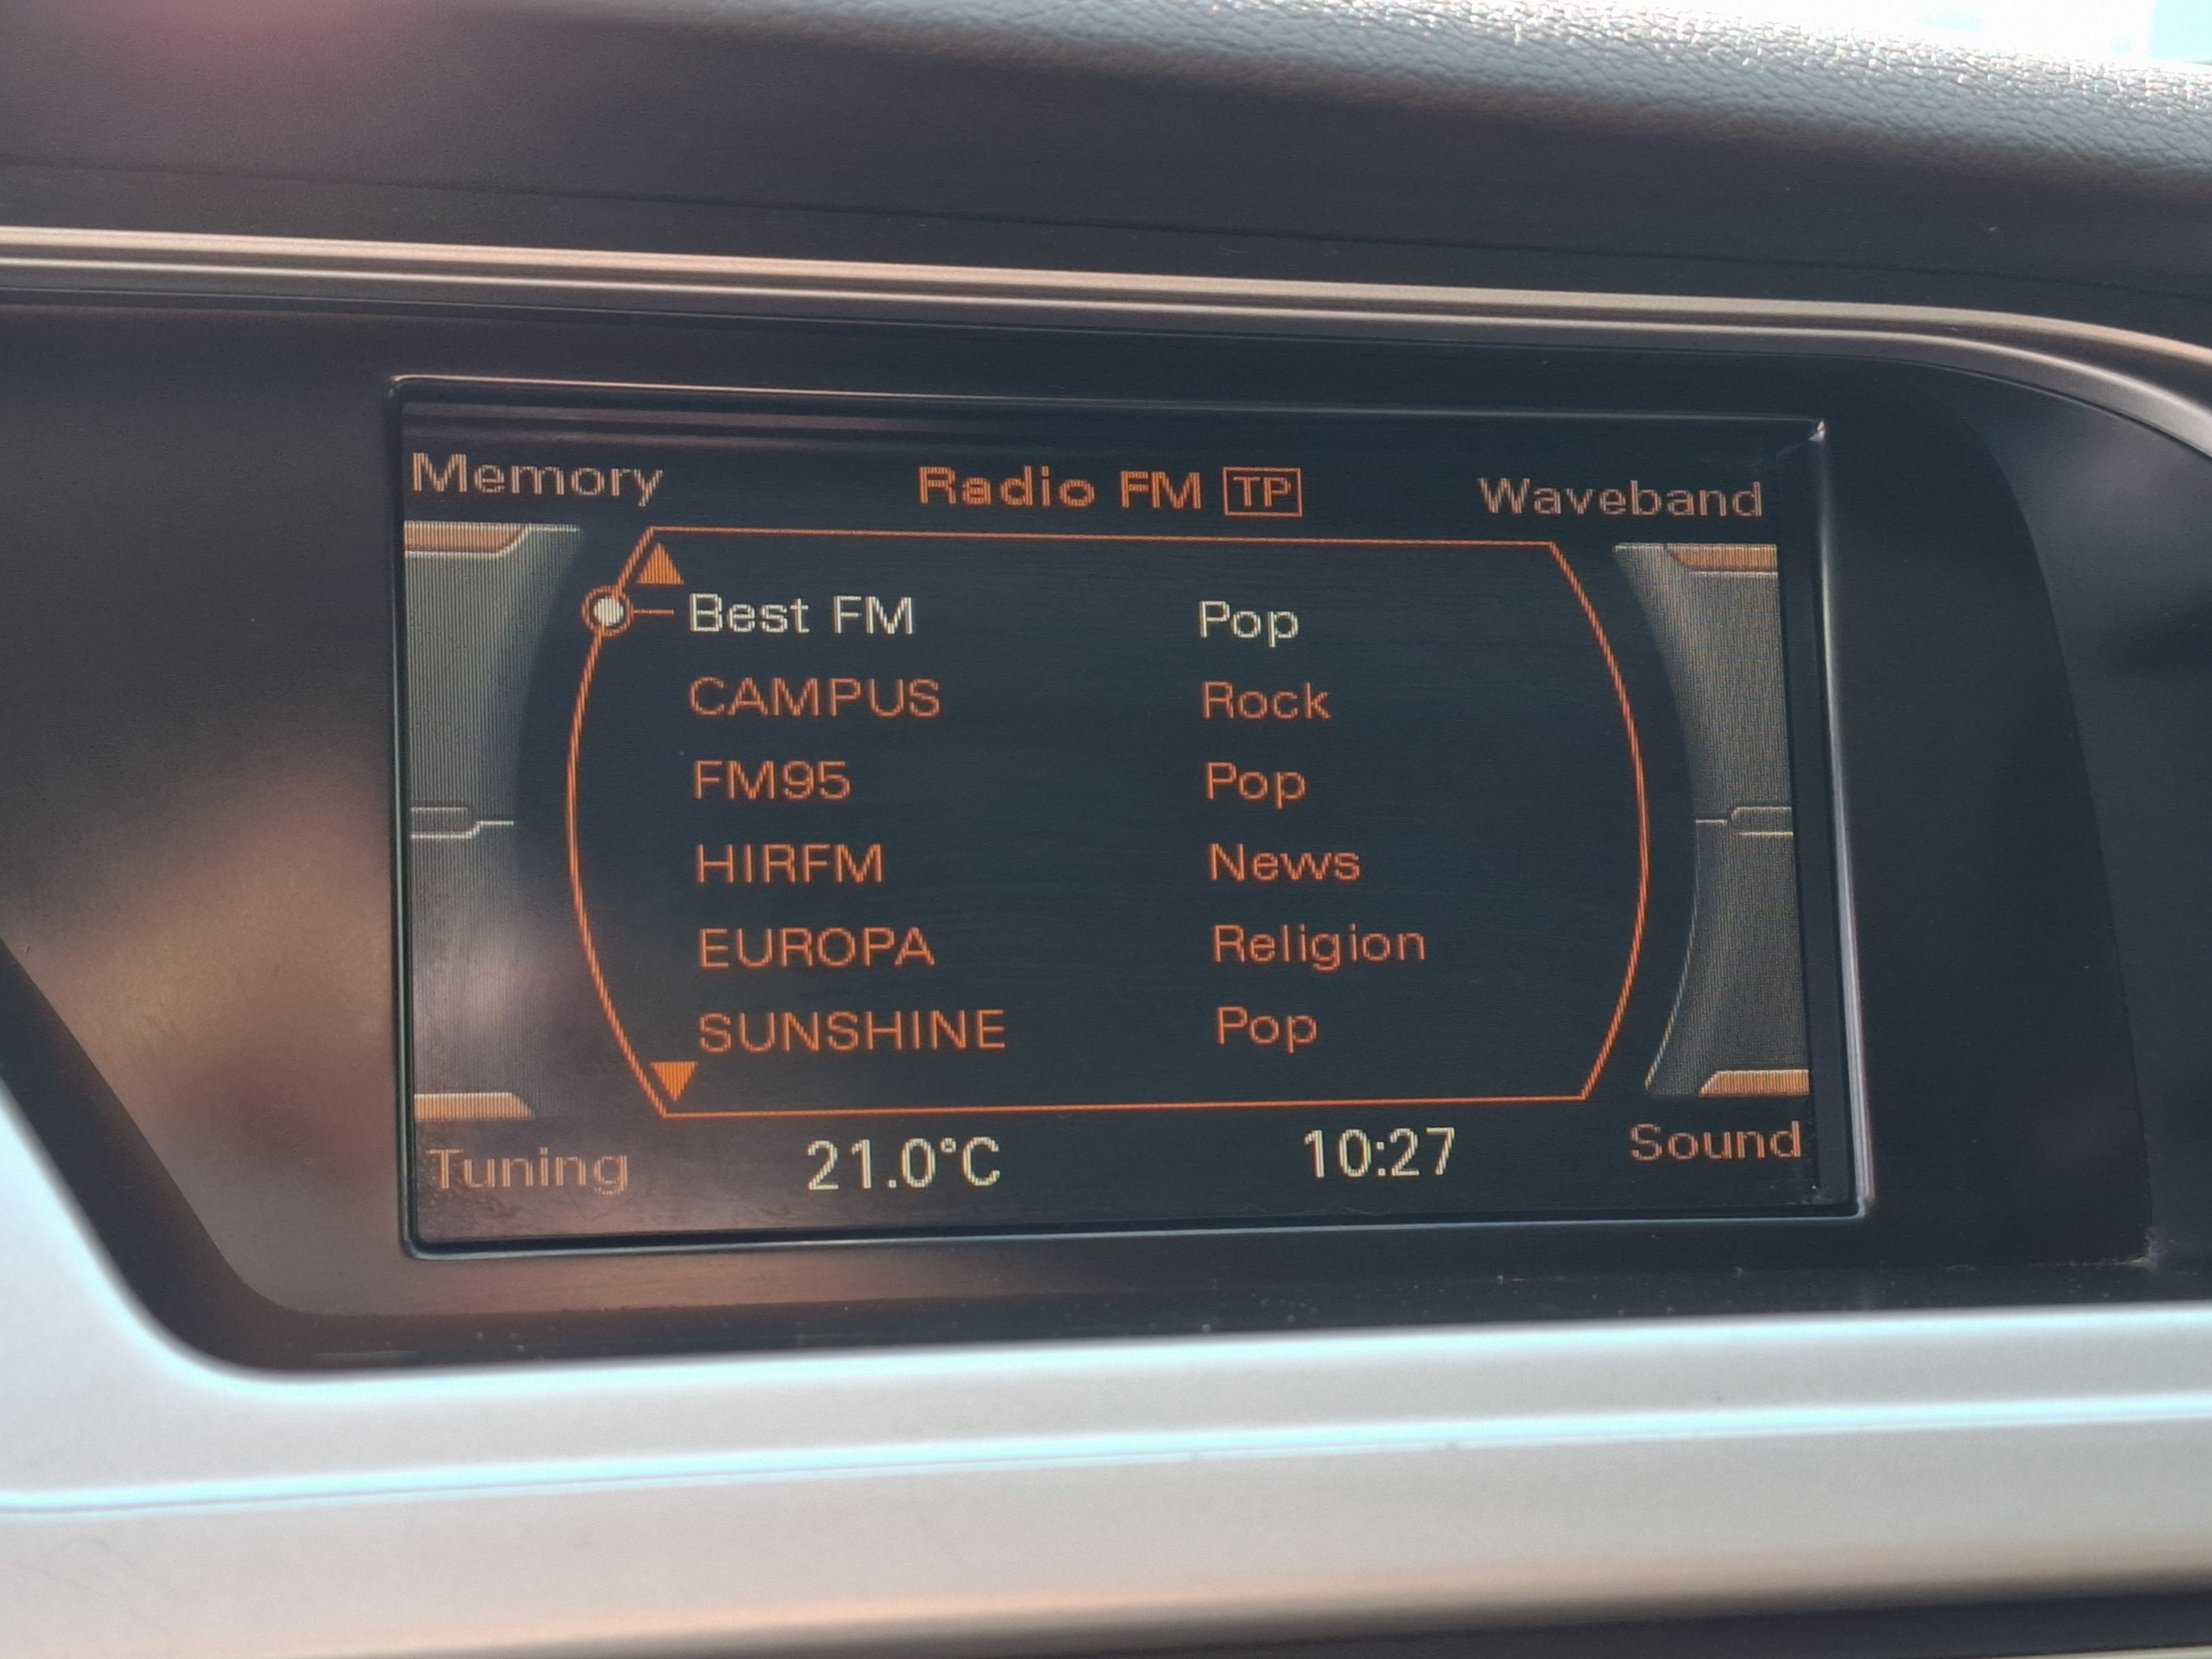 Memory
Radio FM TP
Waveband
Best FM Pop
CAMPUS Rock
FM95 Pop
HIRFM News
EUROPA Religion
SUNSHINE Pop
Tuning
21.0°C
10:27
Sound